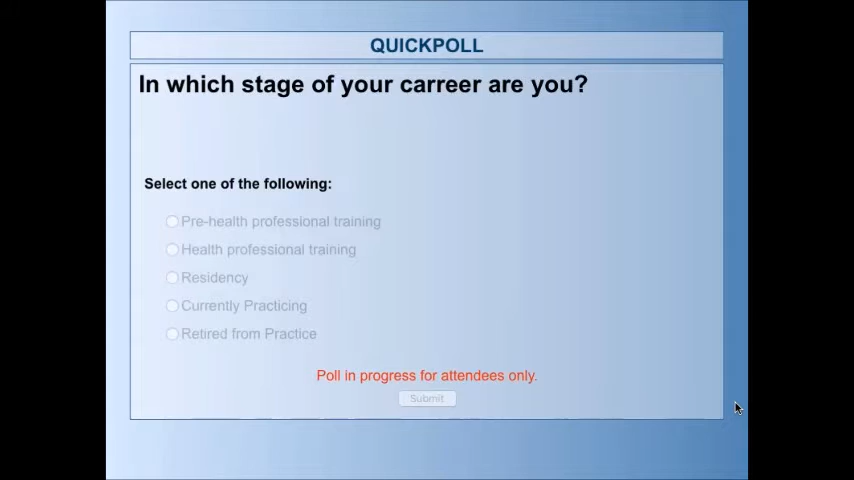 QUICKPOLL
In which stage of your carreer are you?
Select one of the following:
Pre-health professional training
Health professional training
Residency
Currently Practicing
Retired from Practice
Poll in progress for attendees only.
Submit